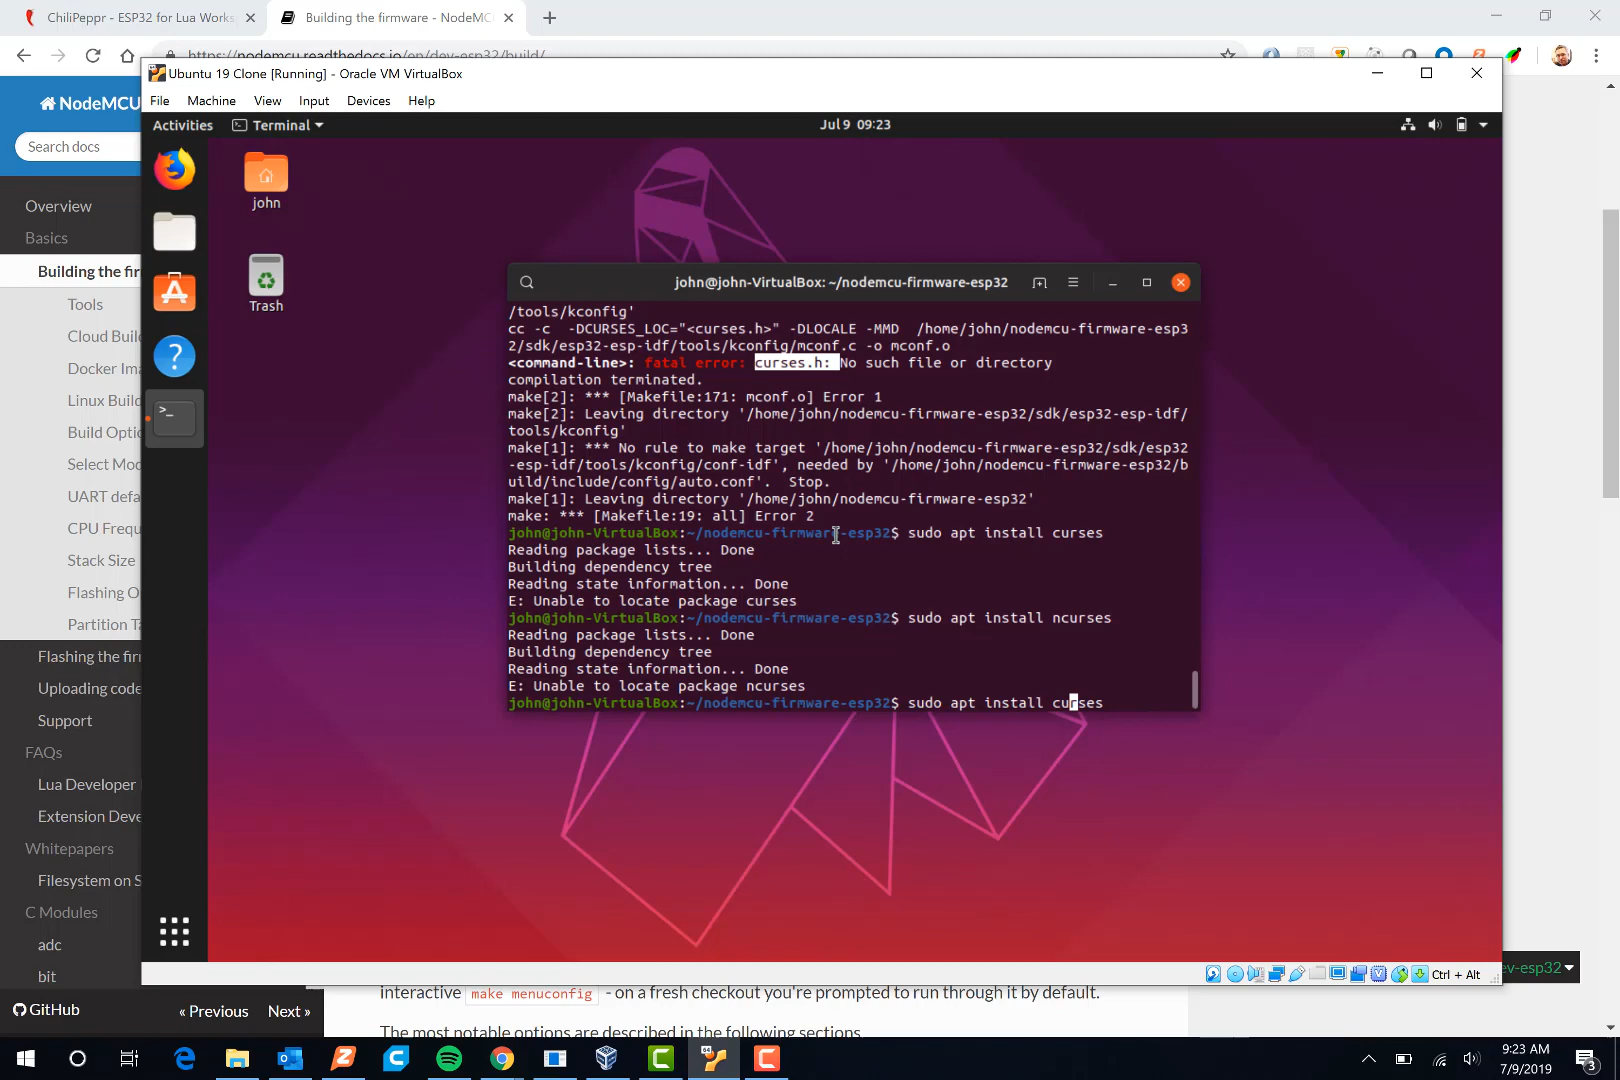 ChiliPeppr - ESP32 for Lua Works
Building the firmware - NodeMC
https://nodemcu.readthedocs.io/en/dev-esp32/build/
Ubuntu 19 Clone [Running] - Oracle VM VirtualBox
File Machine View Input Devices Help
Activities Terminal Jul 9 09:23
NodeMCU
Search docs
Overview
Basics
Building the fir
Tools
Cloud Buil
Docker Ima
Linux Build
Build Optio
Select Mod
UART defa
CPU Frequ
Stack Size
Flashing O
Partition Ta
Flashing the firr
Uploading code
Support
FAQs
Lua Developer
Extension Deve
Whitepapers
Filesystem on S
C Modules
adc
bit
GitHub « Previous Next »
john
Trash
john@john-VirtualBox: ~/nodemcu-firmware-esp32
/tools/kconfig'
cc -c  -DCURSES_LOC="<curses.h>" -DLOCALE -MMD  /home/john/nodemcu-firmware-esp3
2/sdk/esp32-esp-idf/tools/kconfig/mconf.c -o mconf.o
<command-line>: fatal error: curses.h: No such file or directory
compilation terminated.
make[2]: *** [Makefile:171: mconf.o] Error 1
make[2]: Leaving directory '/home/john/nodemcu-firmware-esp32/sdk/esp32-esp-idf/
tools/kconfig'
make[1]: *** No rule to make target '/home/john/nodemcu-firmware-esp32/sdk/esp32
-esp-idf/tools/kconfig/conf-idf', needed by '/home/john/nodemcu-firmware-esp32/b
uild/include/config/auto.conf'.  Stop.
make[1]: Leaving directory '/home/john/nodemcu-firmware-esp32'
make: *** [Makefile:19: all] Error 2
john@john-VirtualBox:~/nodemcu-firmware-esp32$ sudo apt install curses
Reading package lists... Done
Building dependency tree
Reading state information... Done
E: Unable to locate package curses
john@john-VirtualBox:~/nodemcu-firmware-esp32$ sudo apt install ncurses
Reading package lists... Done
Building dependency tree
Reading state information... Done
E: Unable to locate package ncurses
john@john-VirtualBox:~/nodemcu-firmware-esp32$ sudo apt install curses
Ctrl + Alt
ev-esp32
interactive make menuconfig - on a fresh checkout you're prompted to run through it by default.
The most notable options are described in the following sections
9:23 AM
7/9/2019
3